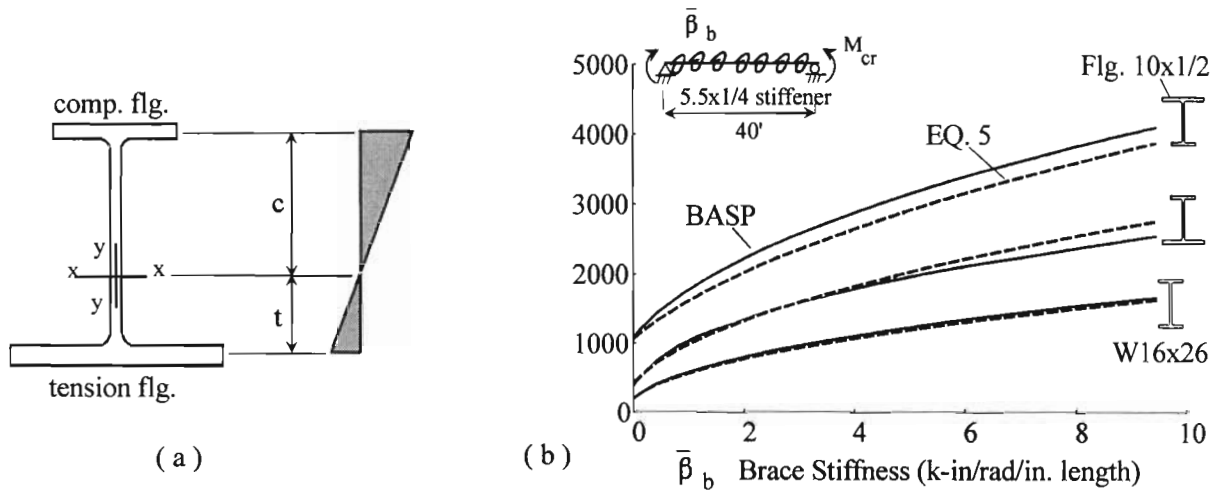 comp. flg.
c
y
x x
y
t
tension flg.
( a )
( b )
β̄ b
M cr
5.5x1/4 stiffener
40'
Flg. 10x1/2
EQ. 5
BASP
W16x26
5000
4000
3000
2000
1000
0
0 2 4 6 8 10
β̄ b Brace Stiffness (k-in/rad/in. length)